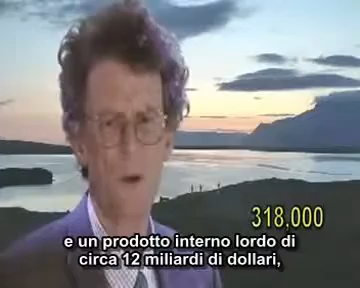 318,000
e un prodotto interno lordo di
circa 12 miliardi di dollari,